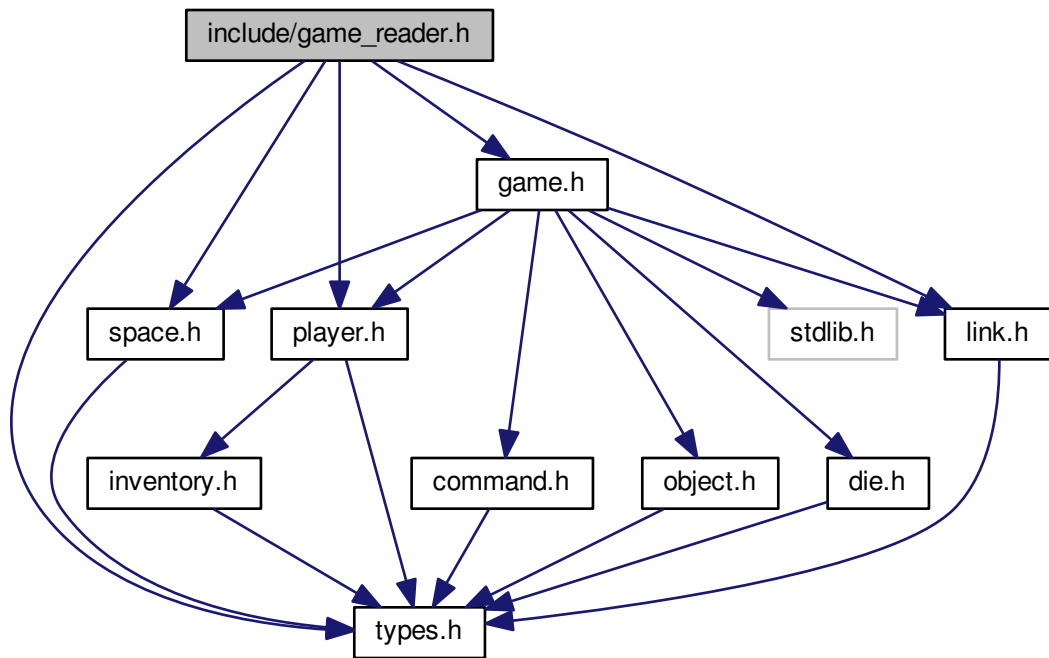 include/game_reader.h
game.h
space.h
player.h
stdlib.h
link.h
inventory.h
command.h
object.h
die.h
types.h